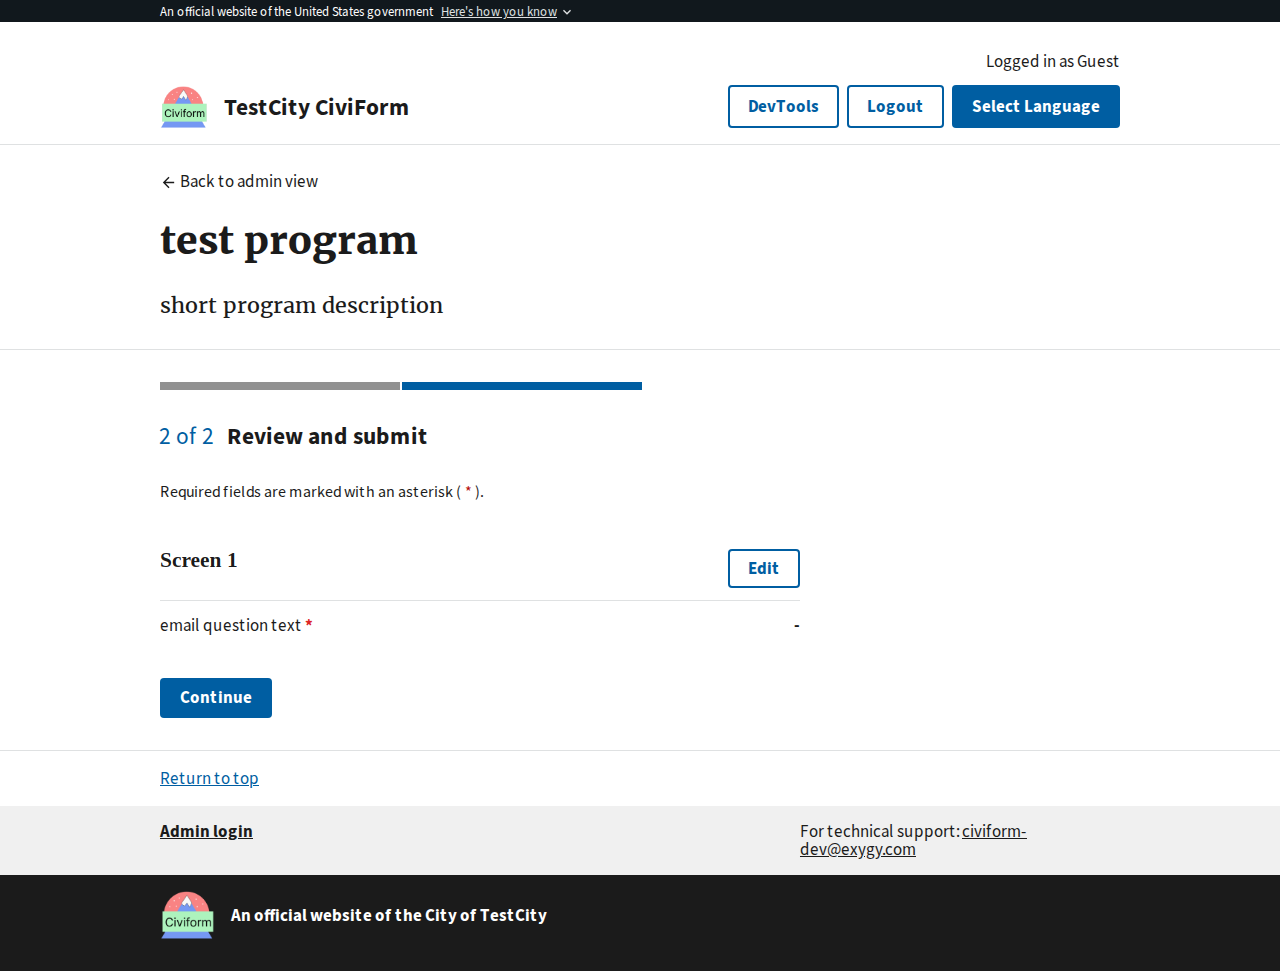 An official website of the United States government Here's how you know
Logged in as Guest
Civiform
TestCity CiviForm
DevTools
Logout
Select Language
Back to admin view
test program
short program description
2 of 2 Review and submit
Required fields are marked with an asterisk ( * ).
Screen 1
Edit
email question text *
-
Continue
Return to top
Admin login
For technical support: civiform-
dev@exygy.com
Civiform
An official website of the City of TestCity